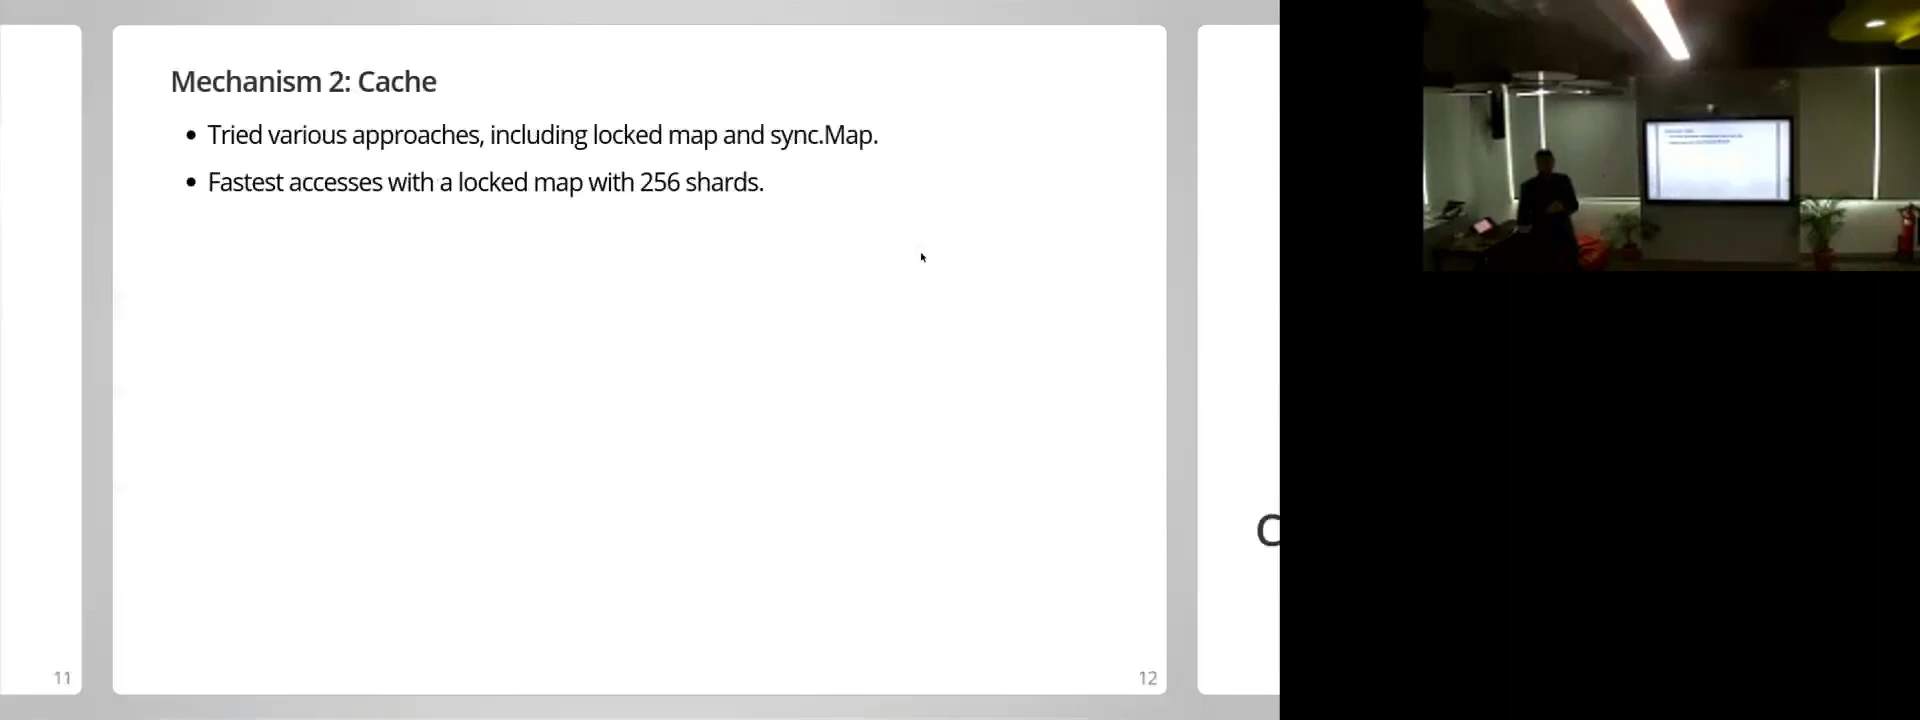 Mechanism 2: Cache
• Tried various approaches, including locked map and sync.Map.
• Fastest accesses with a locked map with 256 shards.
11
12